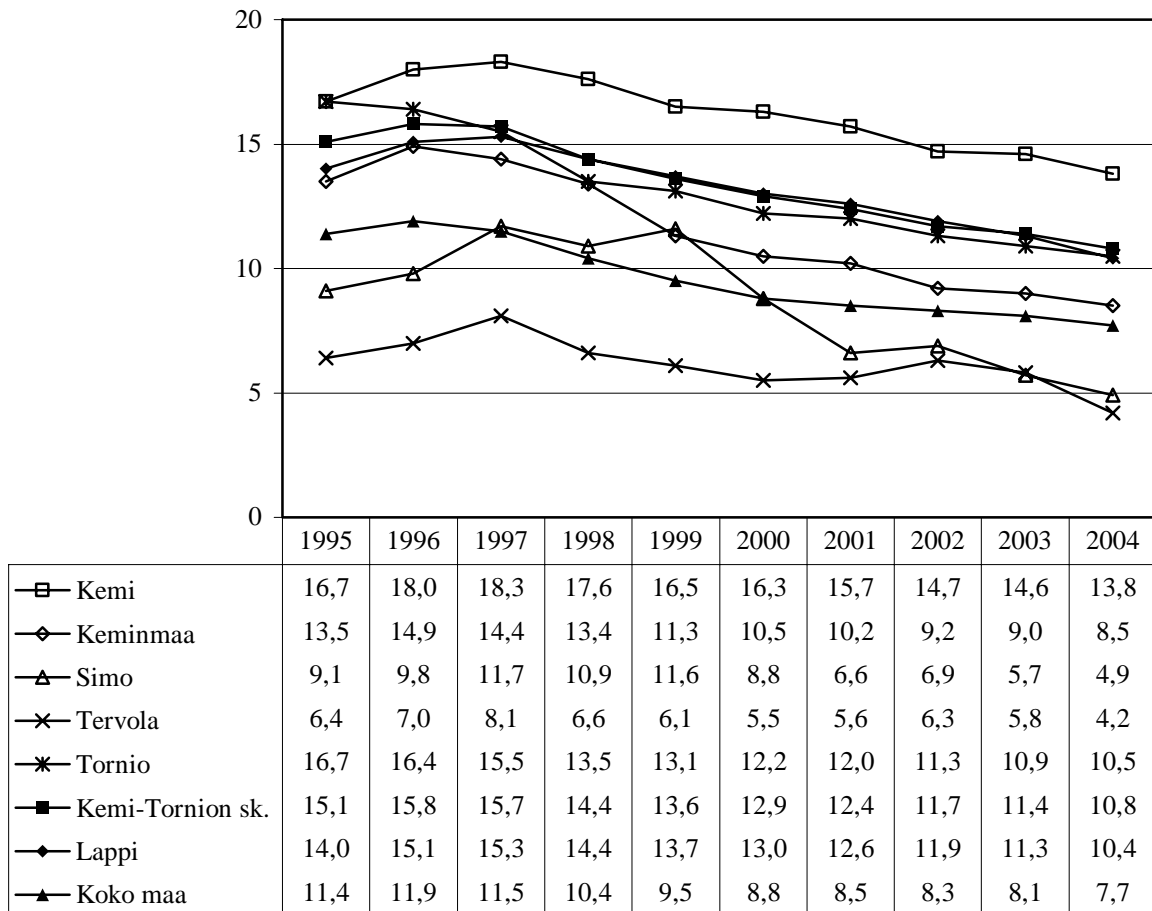 20
15
10
5
0
1995 1996 1997 1998 1999 2000 2001 2002 2003 2004
Kemi 16,7 18,0 18,3 17,6 16,5 16,3 15,7 14,7 14,6 13,8
Keminmaa 13,5 14,9 14,4 13,4 11,3 10,5 10,2 9,2 9,0 8,5
Simo 9,1 9,8 11,7 10,9 11,6 8,8 6,6 6,9 5,7 4,9
Tervola 6,4 7,0 8,1 6,6 6,1 5,5 5,6 6,3 5,8 4,2
Tornio 16,7 16,4 15,5 13,5 13,1 12,2 12,0 11,3 10,9 10,5
Kemi-Tornion sk. 15,1 15,8 15,7 14,4 13,6 12,9 12,4 11,7 11,4 10,8
Lappi 14,0 15,1 15,3 14,4 13,7 13,0 12,6 11,9 11,3 10,4
Koko maa 11,4 11,9 11,5 10,4 9,5 8,8 8,5 8,3 8,1 7,7